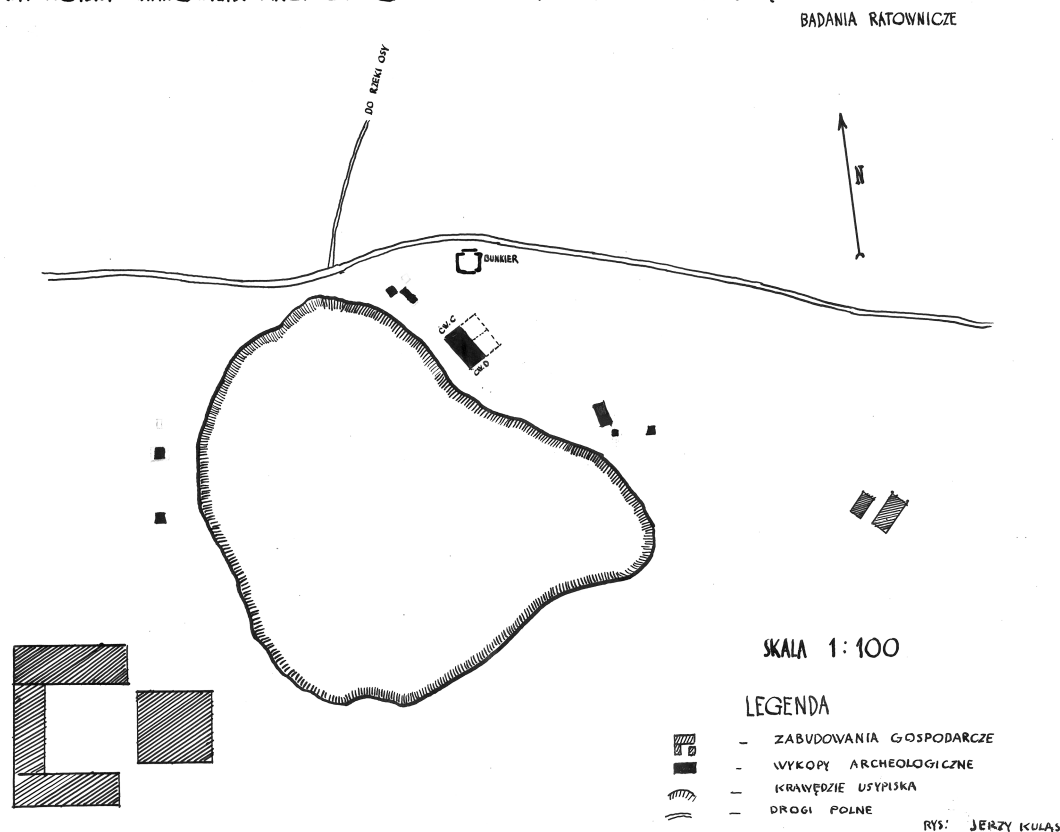 BADANIA RATOWNICZE
DO RZEKI OSY
N
BUNKIER
ĆW.C
ĆW.D
SKALA 1:100
LEGENDA
- ZABUDOWANIA GOSPODARCZE
- WYKOPY ARCHEOLOGICZNE
- KRAWĘDZIE USYPISKA
- DROGI POLNE
RYS: JERZY KUŁAS